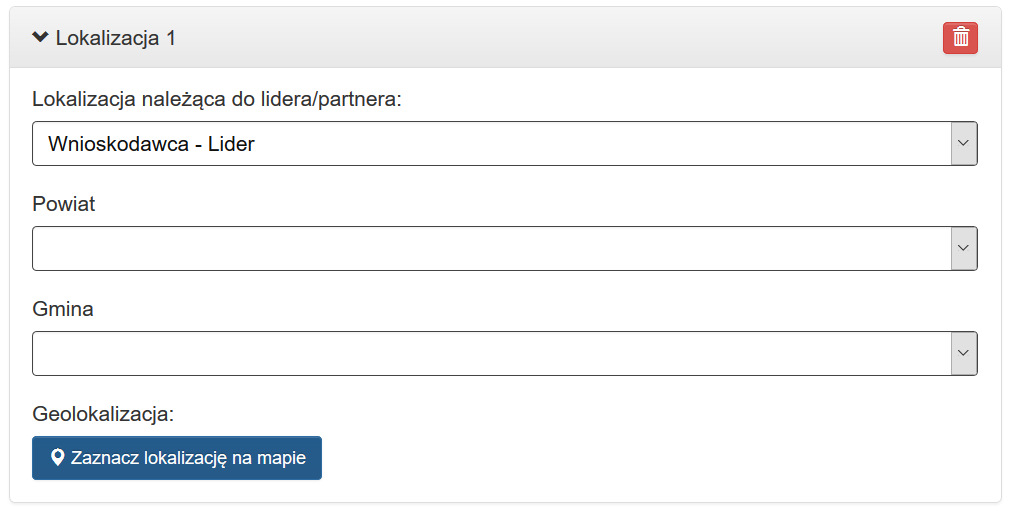 Lokalizacja 1
Lokalizacja należąca do lidera/partnera:
Wnioskodawca - Lider
Powiat
Gmina
Geolokalizacja:
Zaznacz lokalizację na mapie